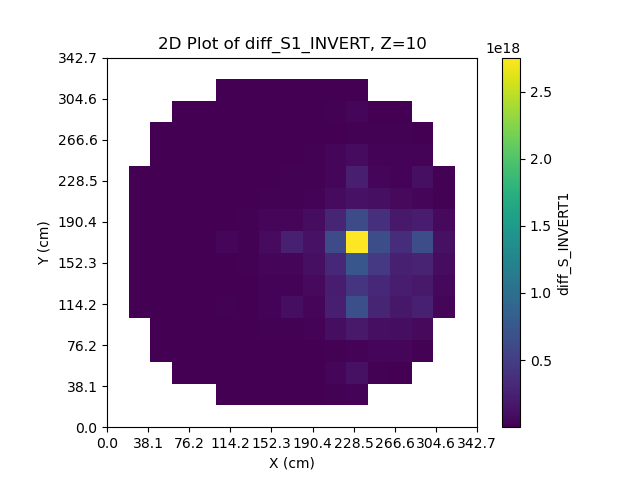 2D Plot of diff_S1_INVERT, Z=10
1e18
342.7
304.6
266.6
228.5
190.4
152.3
114.2
76.2
38.1
0.0
Y (cm)
0.0 38.1 76.2 114.2 152.3 190.4 228.5 266.6 304.6 342.7
X (cm)
2.5
2.0
1.5
1.0
0.5
diff_S_INVERT1